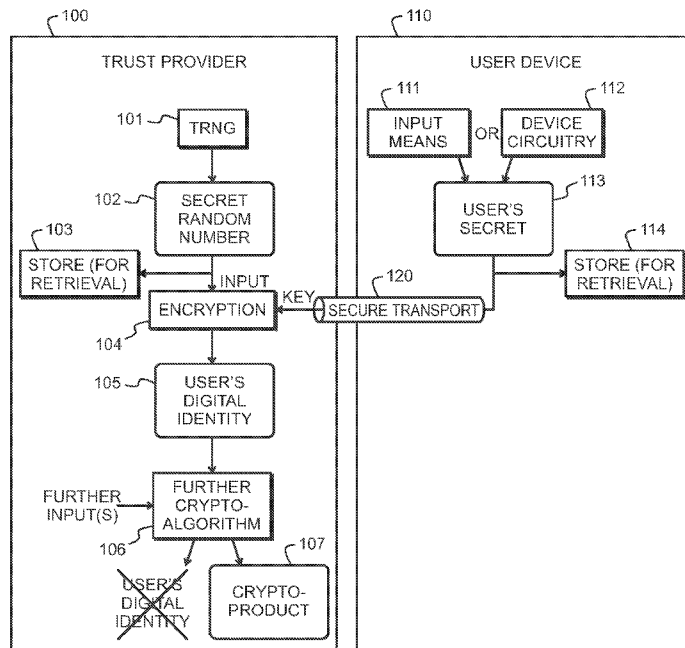 100
110
TRUST PROVIDER
USER DEVICE
101
TRNG
111
INPUT
MEANS
OR
112
DEVICE
CIRCUITRY
102
SECRET
RANDOM
NUMBER
113
USER'S
SECRET
103
STORE (FOR
RETRIEVAL)
114
STORE (FOR
RETRIEVAL)
INPUT
KEY
120
SECURE TRANSPORT
ENCRYPTION
104
105
USER'S
DIGITAL
IDENTITY
FURTHER
INPUT(S)
FURTHER
CRYPTO-
ALGORITHM
106
107
USER'S
DIGITAL
IDENTITY
CRYPTO-
PRODUCT